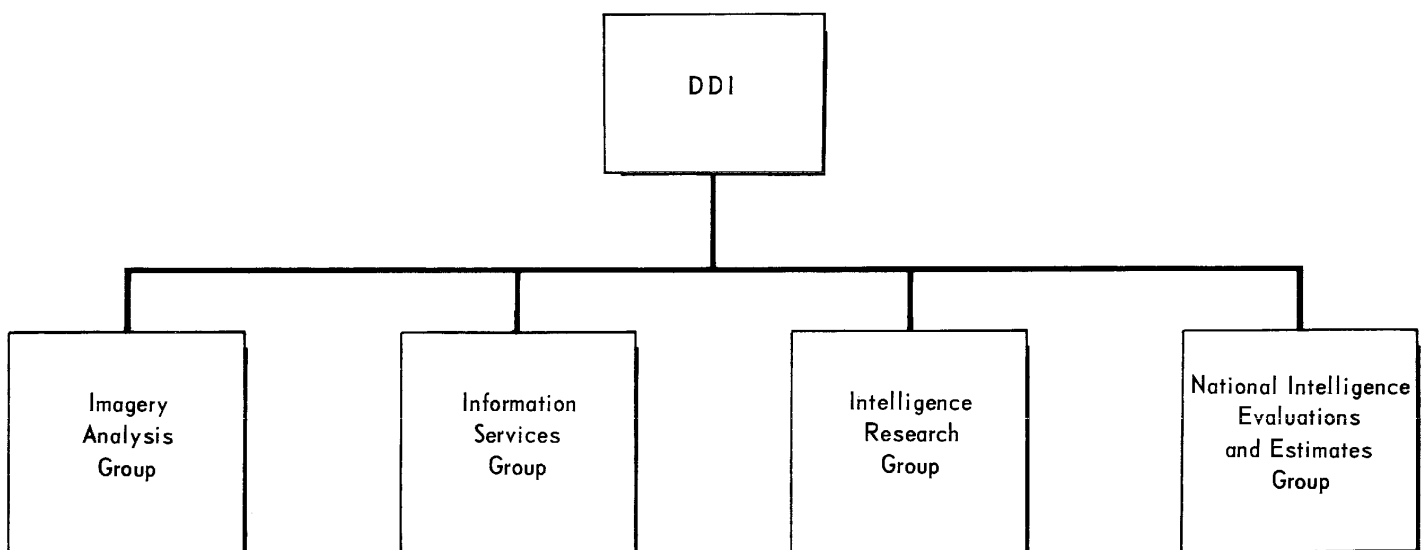 DDI
Imagery
Analysis
Group
Information
Services
Group
Intelligence
Research
Group
National Intelligence
Evaluations
and Estimates
Group